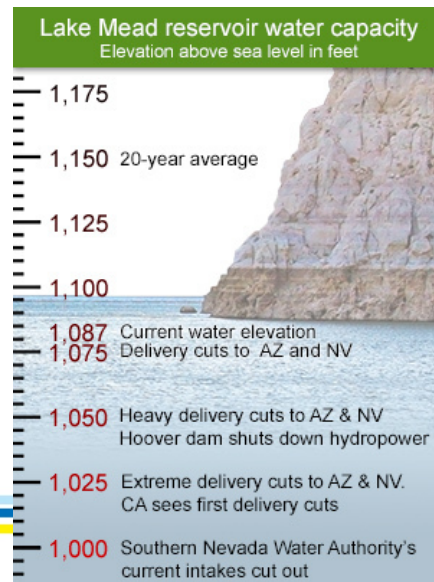 Lake Mead reservoir water capacity
Elevation above sea level in feet
1,175
1,150 20-year average
1,125
1,100
1,087 Current water elevation
1,075 Delivery cuts to AZ and NV
1,050 Heavy delivery cuts to AZ & NV
Hoover dam shuts down hydropower
1,025 Extreme delivery cuts to AZ & NV.
CA sees first delivery cuts
1,000 Southern Nevada Water Authority's
current intakes cut out